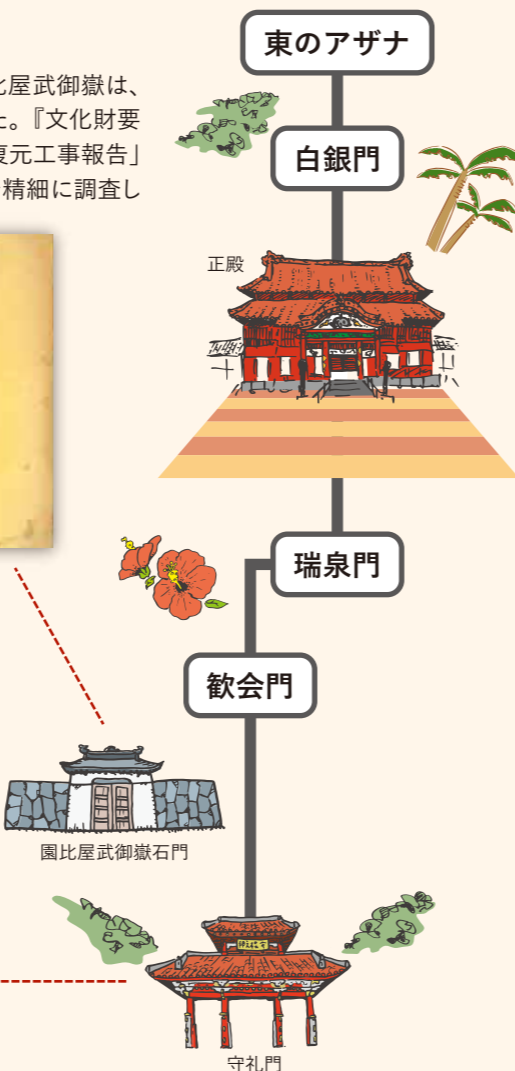 比屋武御嶽は、
た。『文化財要
復元工事報告」
精細に調査し
東のアザナ
白銀門
正殿
瑞泉門
歓会門
園比屋武御嶽石門
守礼門